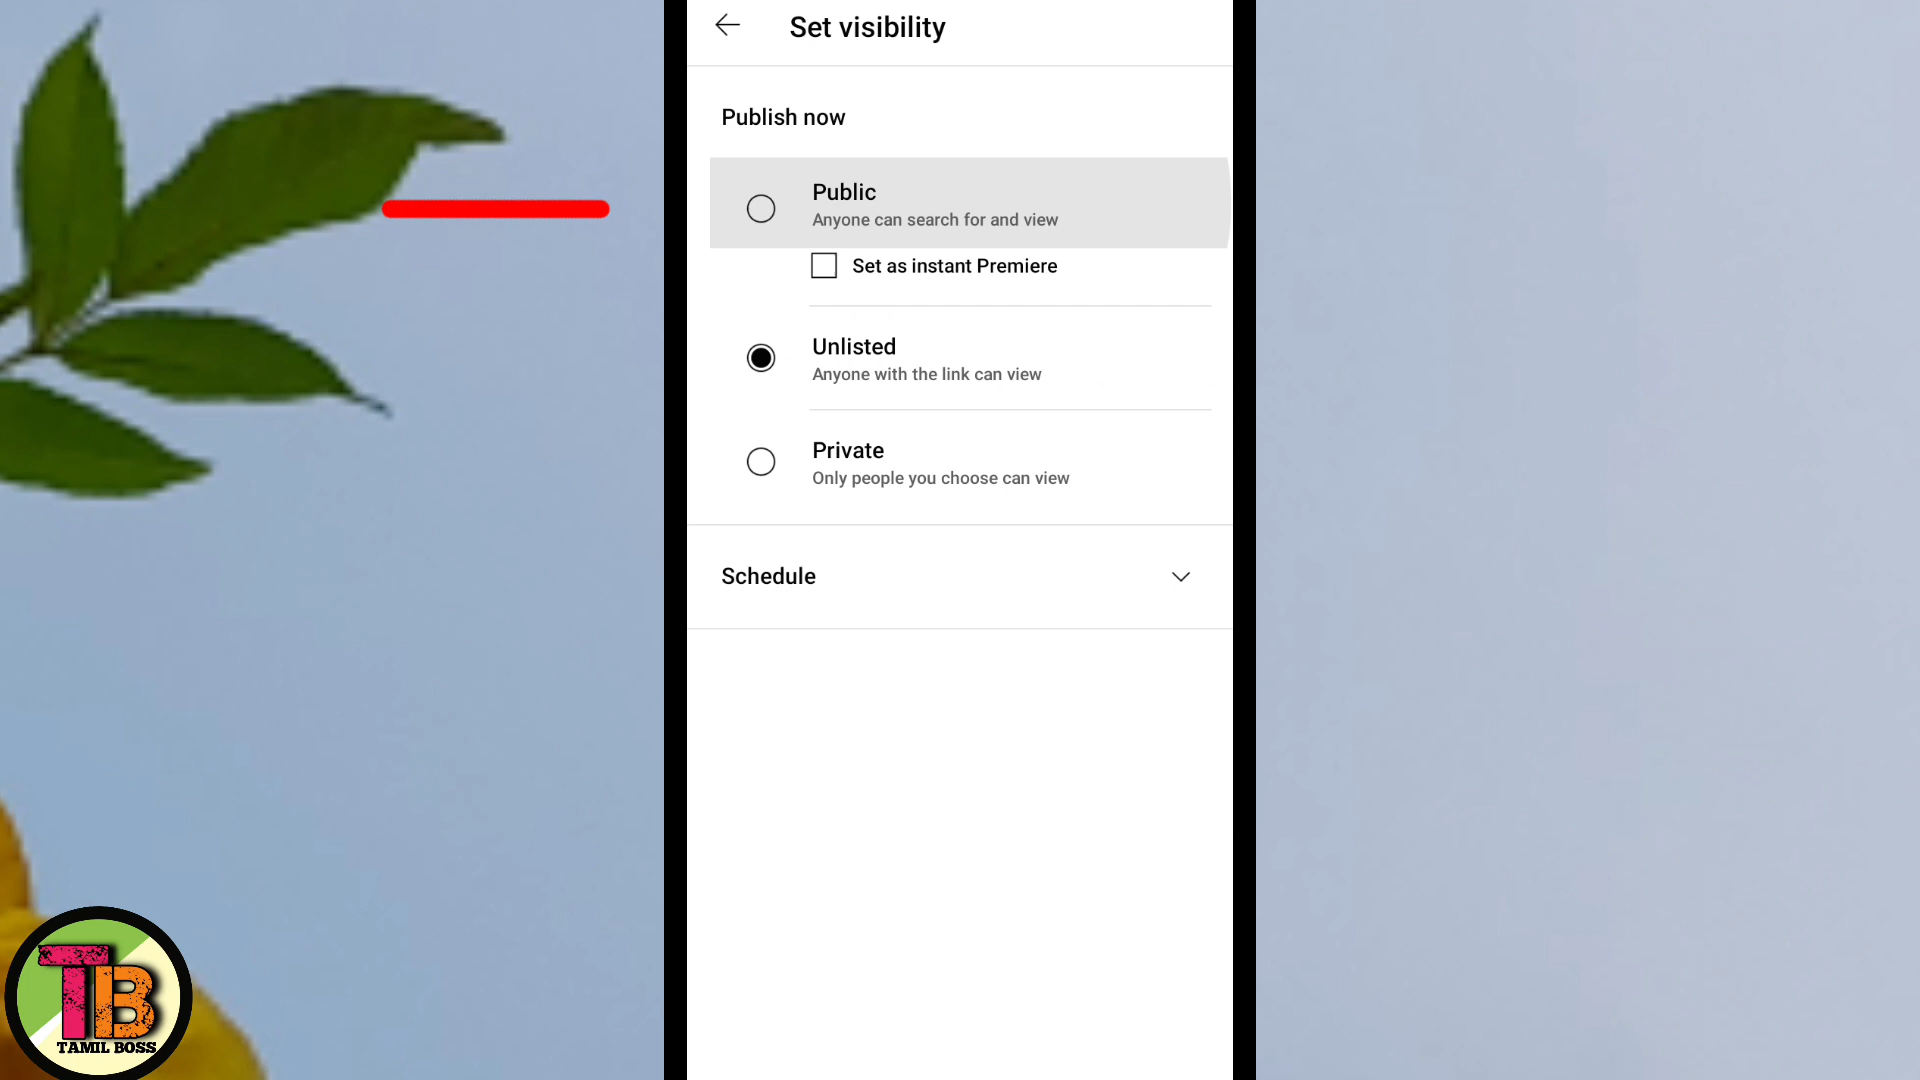 Set visibility
Publish now
Public
Anyone can search for and view
Set as instant Premiere
Unlisted
Anyone with the link can view
Private
Only people you choose can view
Schedule
TB
TAMIL BOSS